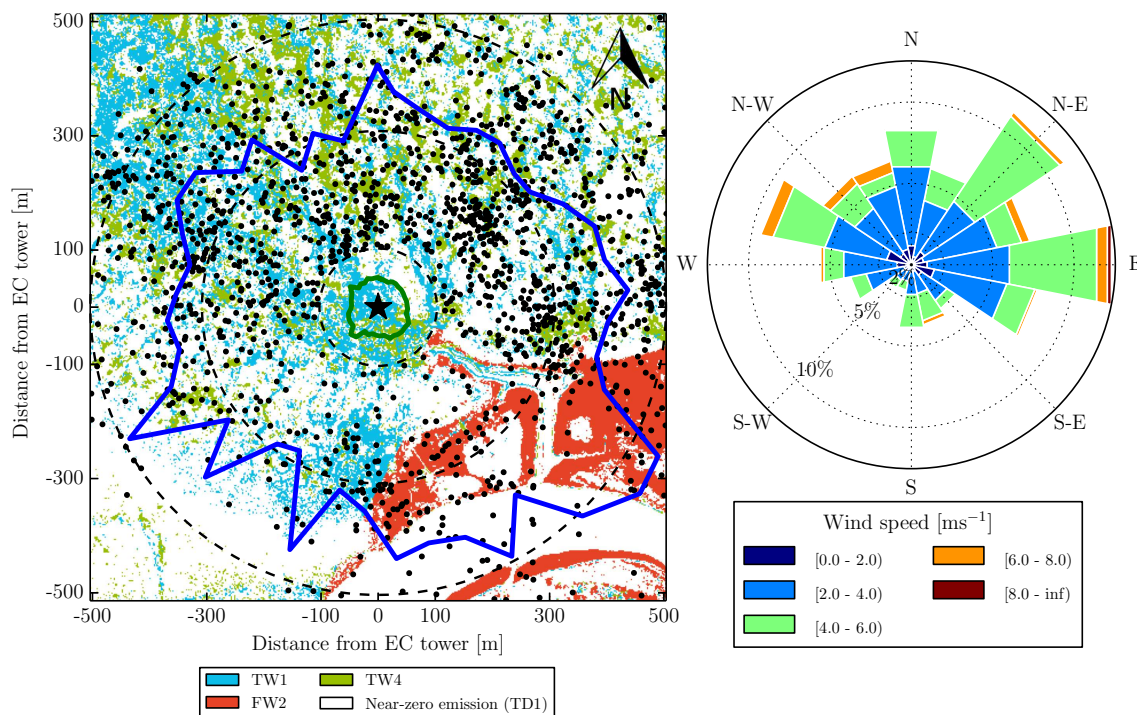 500
300
100
0
-100
-300
-500
Distance from EC tower [m]
N
-500 -300 -100 0 100 300 500
Distance from EC tower [m]
TW1
TW4
FW2
Near-zero emission (TD1)
N
N-W
N-E
W
E
2%
5%
10%
S-W
S-E
S
Wind speed [ms⁻¹]
[0.0 - 2.0)
[6.0 - 8.0)
[2.0 - 4.0)
[8.0 - inf)
[4.0 - 6.0)